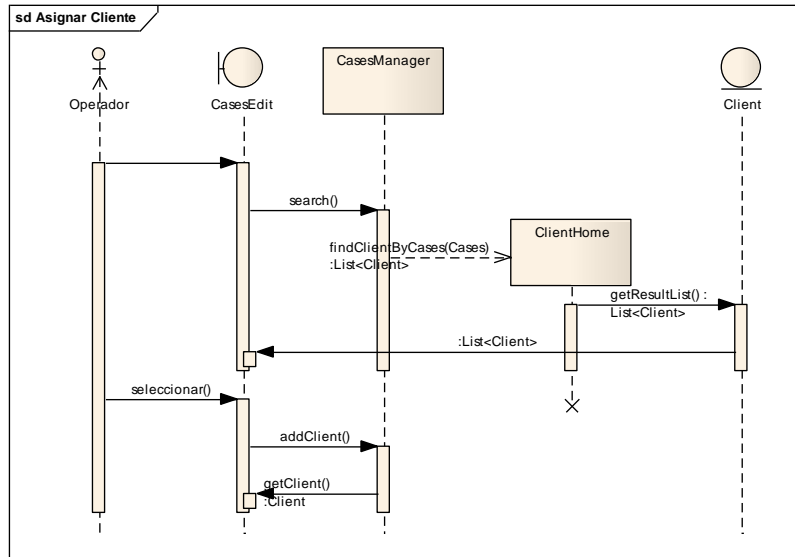 sd Asignar Cliente
Operador
CasesEdit
CasesManager
Client
search()
findClientByCases(Cases)
:List<Client>
ClientHome
getResultList() :
List<Client>
:List<Client>
seleccionar()
addClient()
getClient()
:Client